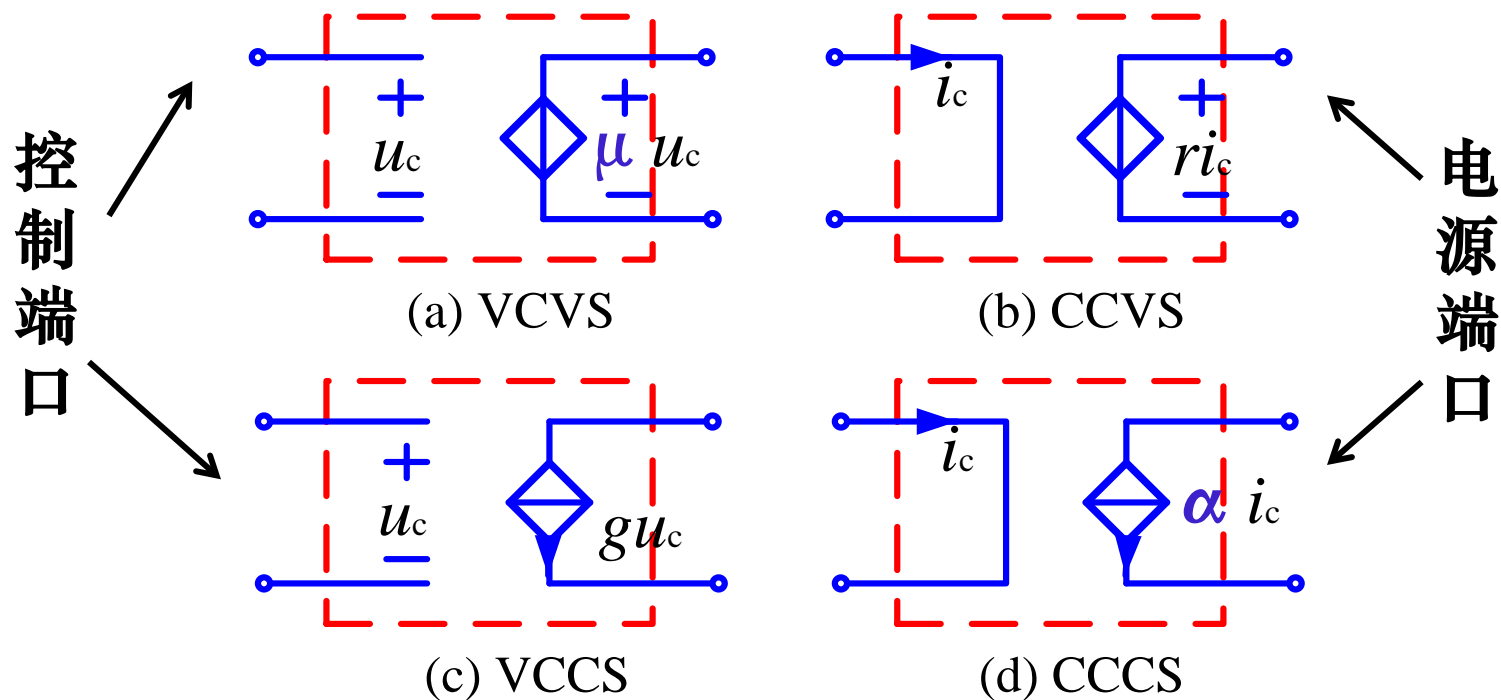 控制端口
+
u_c
−
+
μ u_c
−
(a) VCVS
i_c
+
ri_c
−
(b) CCVS
电源端口
+
u_c
−
gu_c
(c) VCCS
i_c
α i_c
(d) CCCS